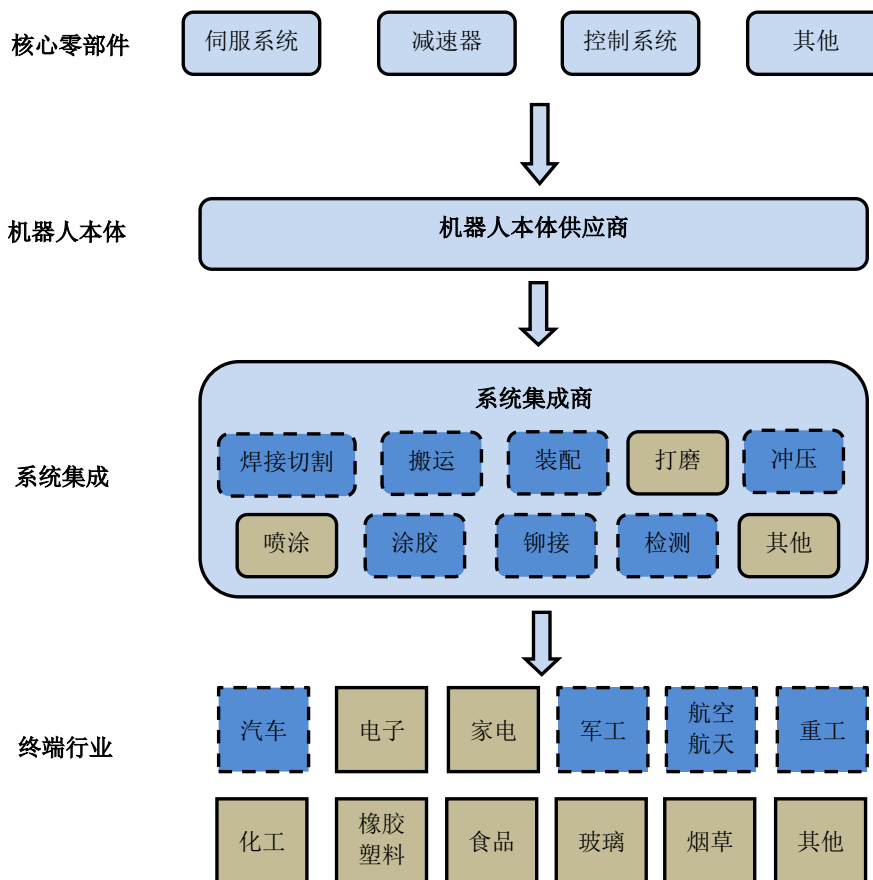 核心零部件
伺服系统
减速器
控制系统
其他
机器人本体
机器人本体供应商
系统集成商
系统集成
焊接切割
搬运
装配
打磨
冲压
喷涂
涂胶
铆接
检测
其他
终端行业
汽车
电子
家电
军工
航空
航天
重工
化工
橡胶
塑料
食品
玻璃
烟草
其他